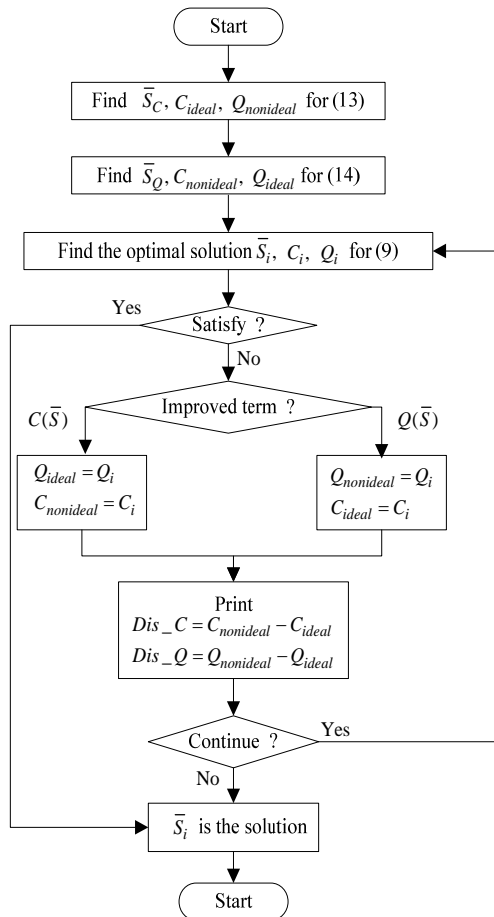 Start
Find S̅_C, C_ideal, Q_nonideal for (13)
Find S̅_Q, C_nonideal, Q_ideal for (14)
Find the optimal solution S̅_i, C_i, Q_i for (9)
Yes
Satisfy ?
No
Improved term ?
C(S̅)
Q(S̅)
Q_ideal = Q_i
C_nonideal = C_i
Q_nonideal = Q_i
C_ideal = C_i
Print
Dis_C = C_nonideal − C_ideal
Dis_Q = Q_nonideal − Q_ideal
Continue ?
Yes
No
S̅_i is the solution
Start